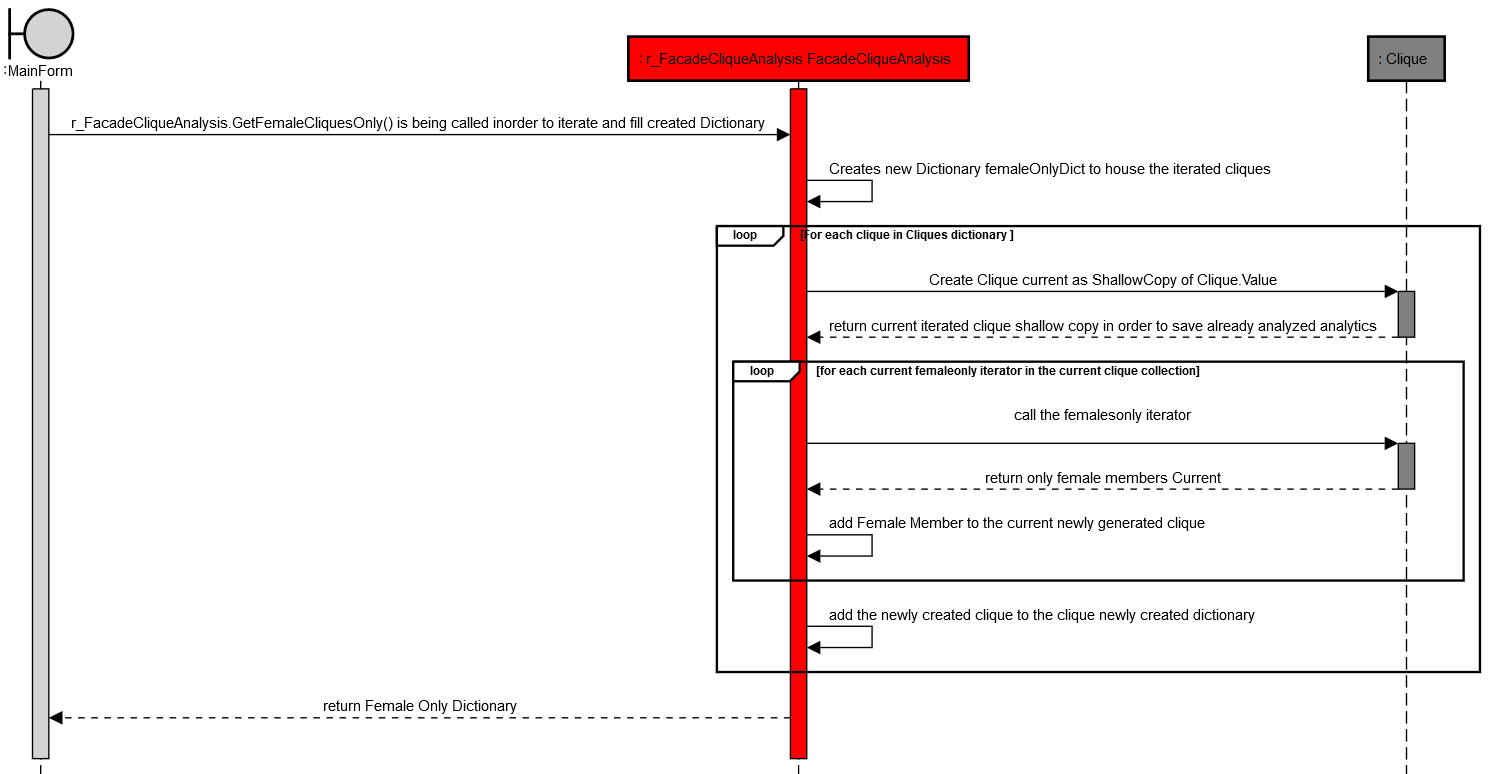 :MainForm
: r_FacadeCliqueAnalysis FacadeCliqueAnalysis
: Clique
r_FacadeCliqueAnalysis.GetFemaleCliquesOnly() is being called inorder to iterate and fill created Dictionary
Creates new Dictionary femaleOnlyDict to house the iterated cliques
loop
[For each clique in Cliques dictionary ]
Create Clique current as ShallowCopy of Clique.Value
return current iterated clique shallow copy in order to save already analyzed analytics
loop
[for each current femaleonly iterator in the current clique collection]
call the femalesonly iterator
return only female members Current
add Female Member to the current newly generated clique
add the newly created clique to the clique newly created dictionary
return Female Only Dictionary